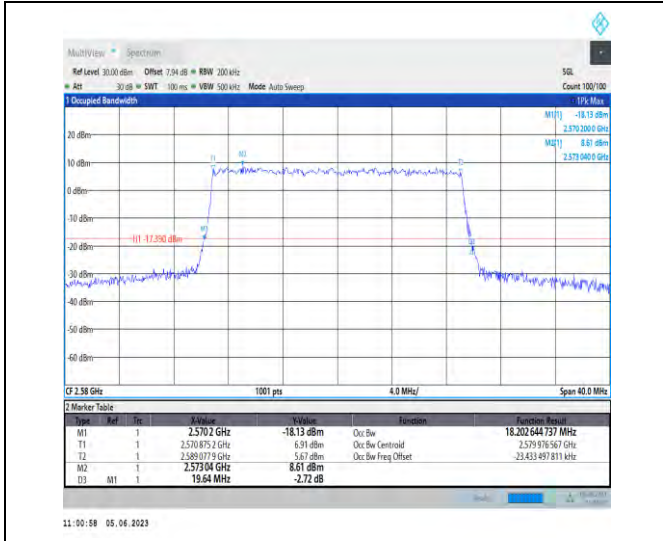 MultiView Spectrum
Ref Level 30.00 dBm Offset 7.94 dB RBW 200 kHz SGL
Att 30 dB SWT 100 ms VBW 500 kHz Mode Auto Sweep Count 100/100
1 Occupied Bandwidth 1Pk Max
M1[1] -18.13 dBm
2.570 200 0 GHz
M2[1] 8.61 dBm
2.573 040 0 GHz
20 dBm
10 dBm
0 dBm
-10 dBm
-20 dBm
-30 dBm
-40 dBm
-50 dBm
-60 dBm
T1
M2
T2
M1
H1 -17.390 dBm
CF 2.58 GHz 1001 pts 4.0 MHz/ Span 40.0 MHz
2 Marker Table
Type Ref Trc X-Value Y-Value Function Function Result
M1 1 2.570 2 GHz -18.13 dBm Occ Bw 18.202 644 737 MHz
T1 1 2.570 875 2 GHz 6.91 dBm Occ Bw Centroid 2.579 976 567 GHz
T2 1 2.589 077 9 GHz 5.67 dBm Occ Bw Freq Offset -23.433 497 811 kHz
M2 1 2.573 04 GHz 8.61 dBm
D3 M1 1 19.64 MHz -2.72 dB
11:00:58 05.06.2023